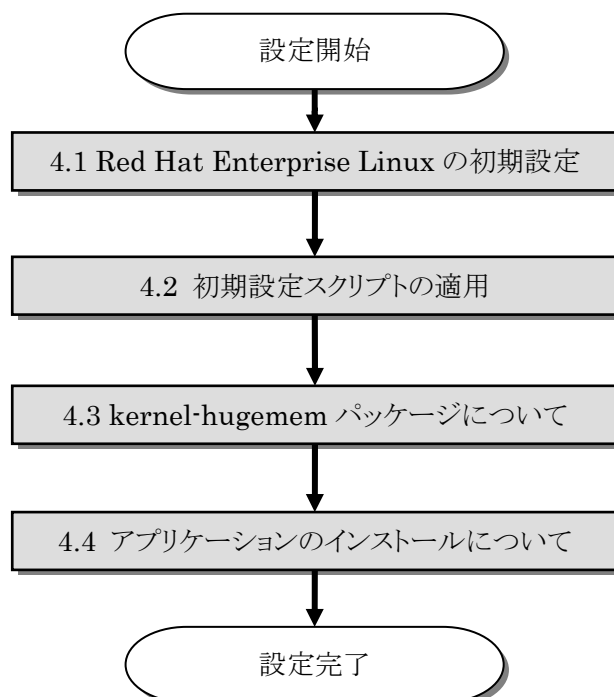 設定開始
4.1 Red Hat Enterprise Linux の初期設定
4.2 初期設定スクリプトの適用
4.3 kernel-hugemem パッケージについて
4.4 アプリケーションのインストールについて
設定完了